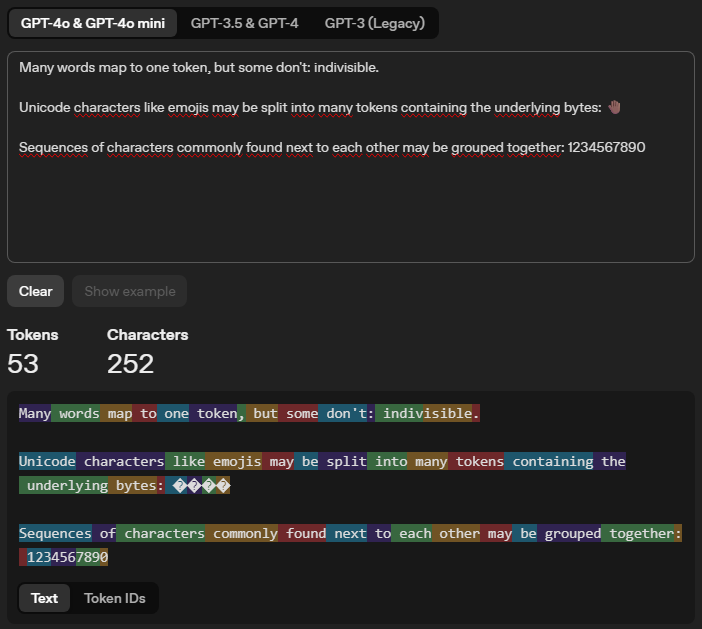 GPT-4o & GPT-4o mini GPT-3.5 & GPT-4 GPT-3 (Legacy)
Many words map to one token, but some don't: indivisible.
Unicode characters like emojis may be split into many tokens containing the underlying bytes: 🤚🏾
Sequences of characters commonly found next to each other may be grouped together: 1234567890
Clear Show example
Tokens Characters
53 252
Many words map to one token, but some don't: indivisible.
Unicode characters like emojis may be split into many tokens containing the
underlying bytes: ����
Sequences of characters commonly found next to each other may be grouped together:
1234567890
Text Token IDs